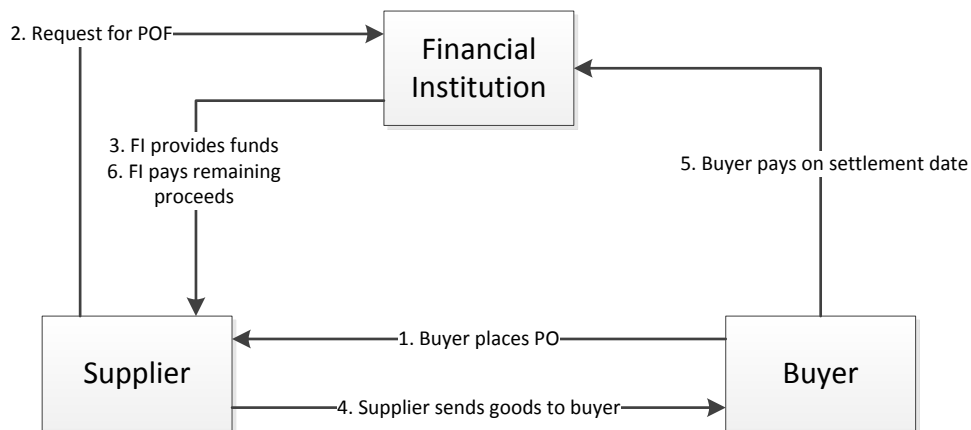 2. Request for POF
Financial
Institution
3. FI provides funds
6. FI pays remaining
proceeds
5. Buyer pays on settlement date
1. Buyer places PO
Supplier
Buyer
4. Supplier sends goods to buyer